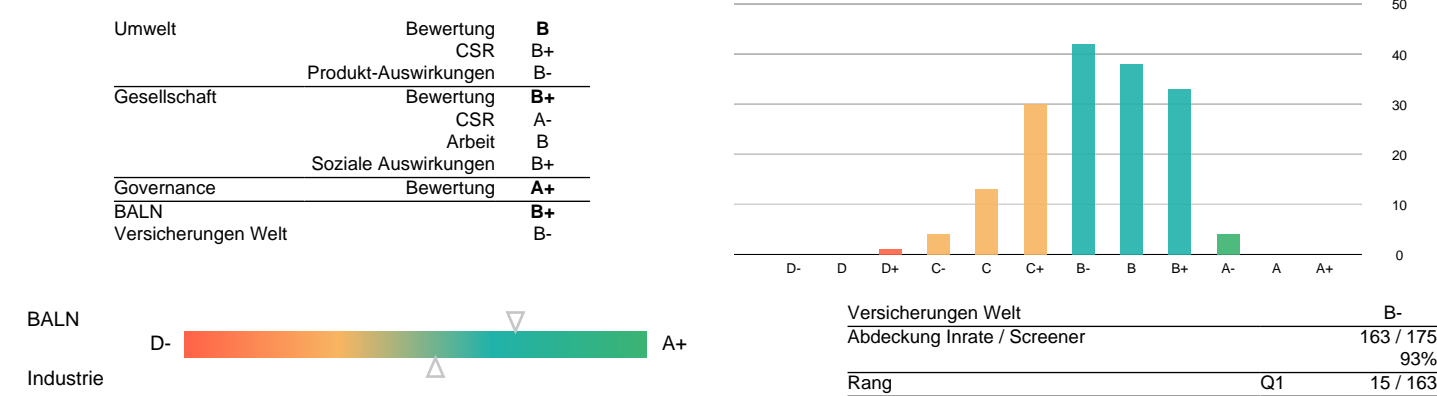 Umwelt Bewertung B
CSR B+
Produkt-Auswirkungen B-
Gesellschaft Bewertung B+
CSR A-
Arbeit B
Soziale Auswirkungen B+
Governance Bewertung A+
BALN B+
Versicherungen Welt B-
50
40
30
20
10
0
D- D D+ C- C C+ B- B B+ A- A A+
BALN
D- A+
Industrie
Versicherungen Welt B-
Abdeckung Inrate / Screener 163 / 175
93%
Rang Q1 15 / 163